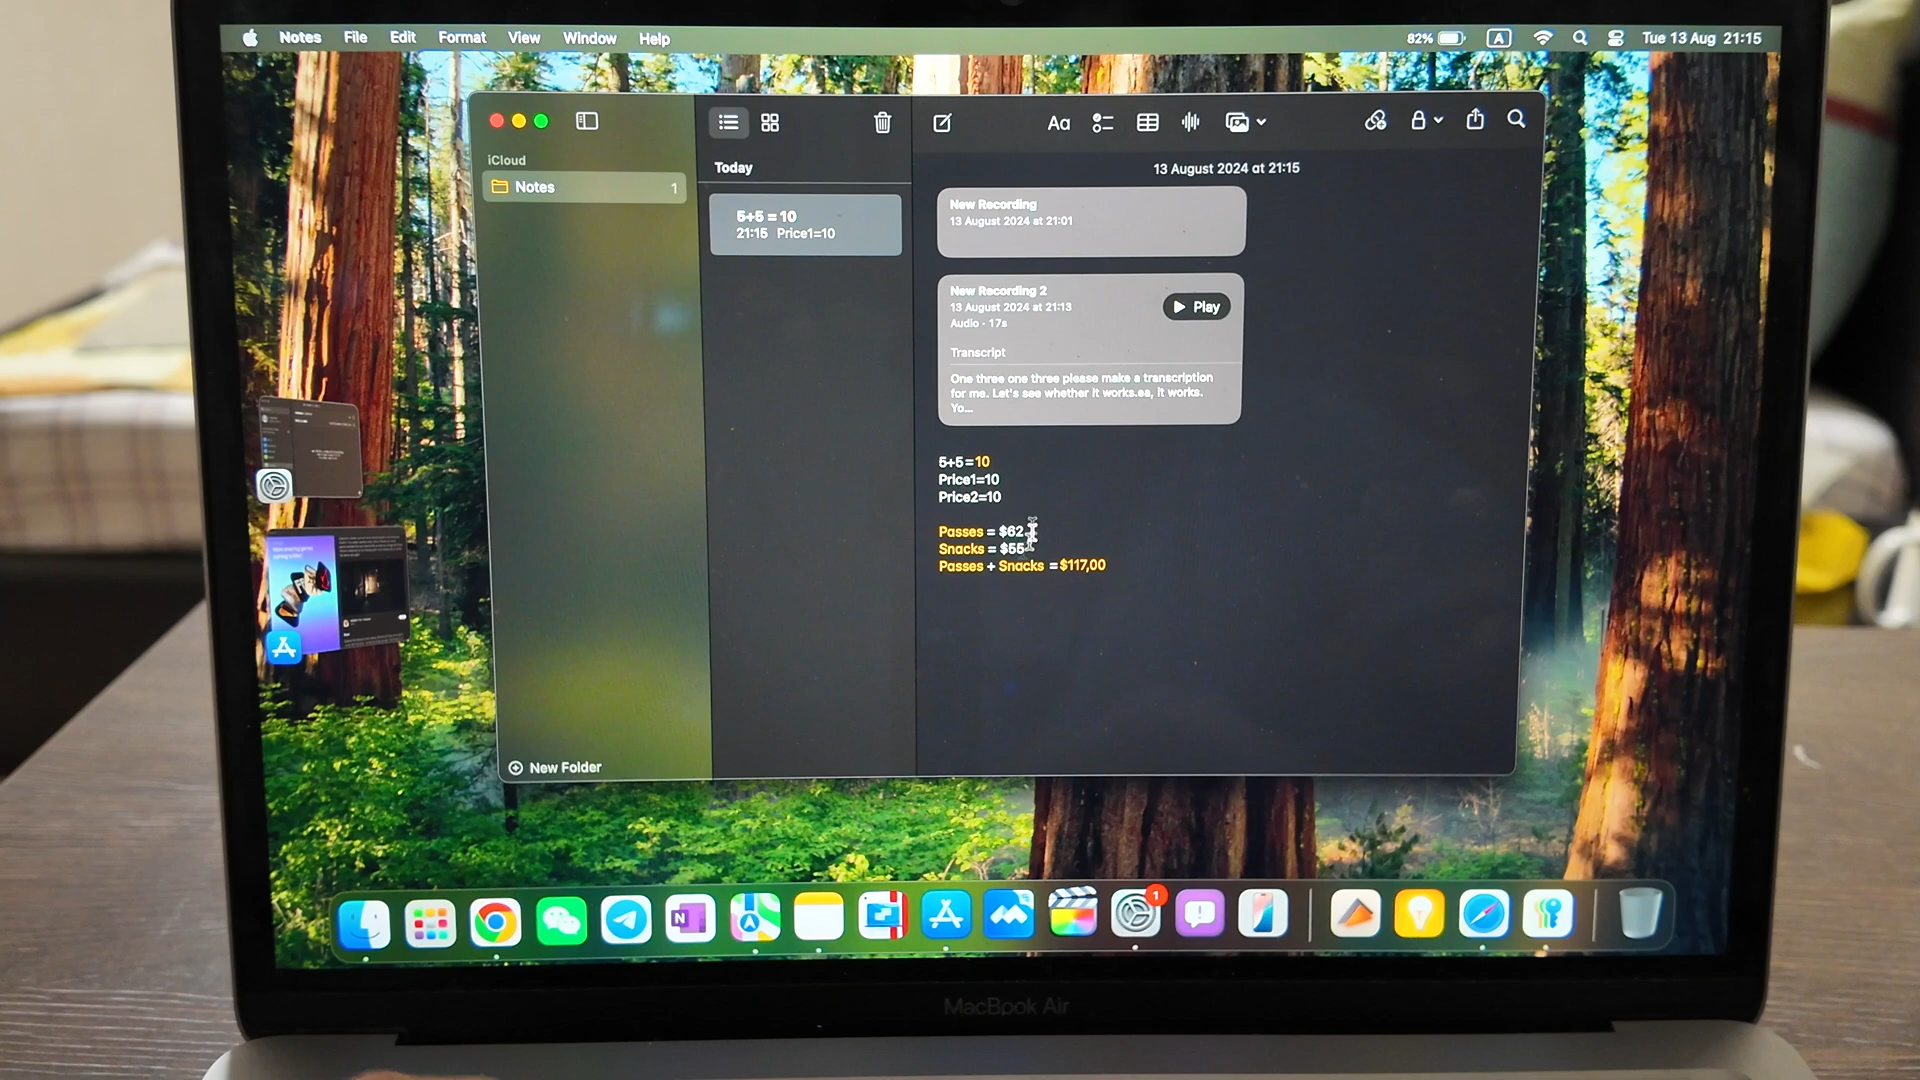 Notes File Edit Format View Window Help 82% A Tue 13 Aug 21:15
iCloud
Notes 1
New Folder
Today
5+5 = 10
21:15 Price1=10
Aa
13 August 2024 at 21:15
New Recording
13 August 2024 at 21:01
New Recording 2
13 August 2024 at 21:13
Audio · 17s
Play
Transcript
One three one three please make a transcription
for me. Let's see whether it works.ea, it works.
Yo...
5+5=10
Price1=10
Price2=10
Passes = $62
Snacks = $55
Passes + Snacks =$117,00
N
1
MacBook Air